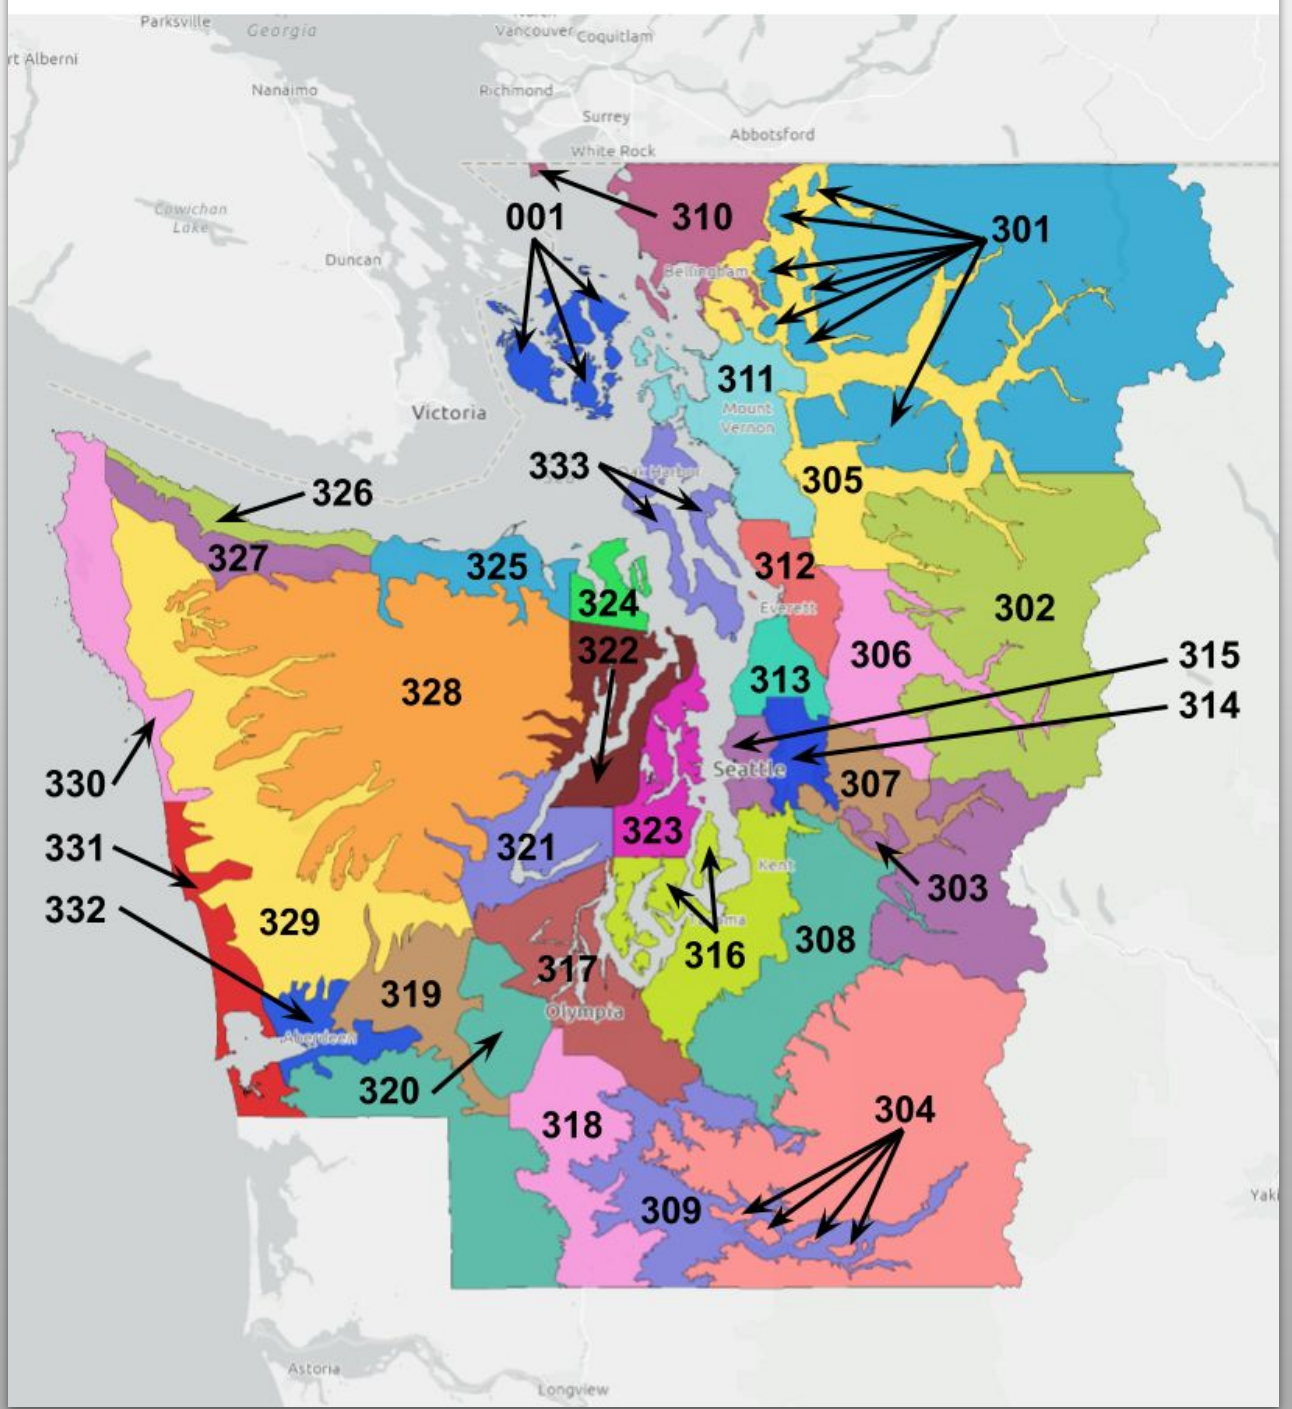 Parksville
Georgia
Vancouver
Coquitlam
rt Alberni
Nanaimo
Richmond
Surrey
Abbotsford
White Rock
Cowichan
Lake
001
310
301
Duncan
Bellingham
311
Victoria
Mount
Vernon
333
Oak Harbor
305
326
327
325
312
324
Everett
302
322
306
315
328
313
314
330
Seattle
307
331
321
323
Kent
303
332
329
316
308
319
317
Olympia
Aberdeen
320
304
318
309
Yaki
Astoria
Longview